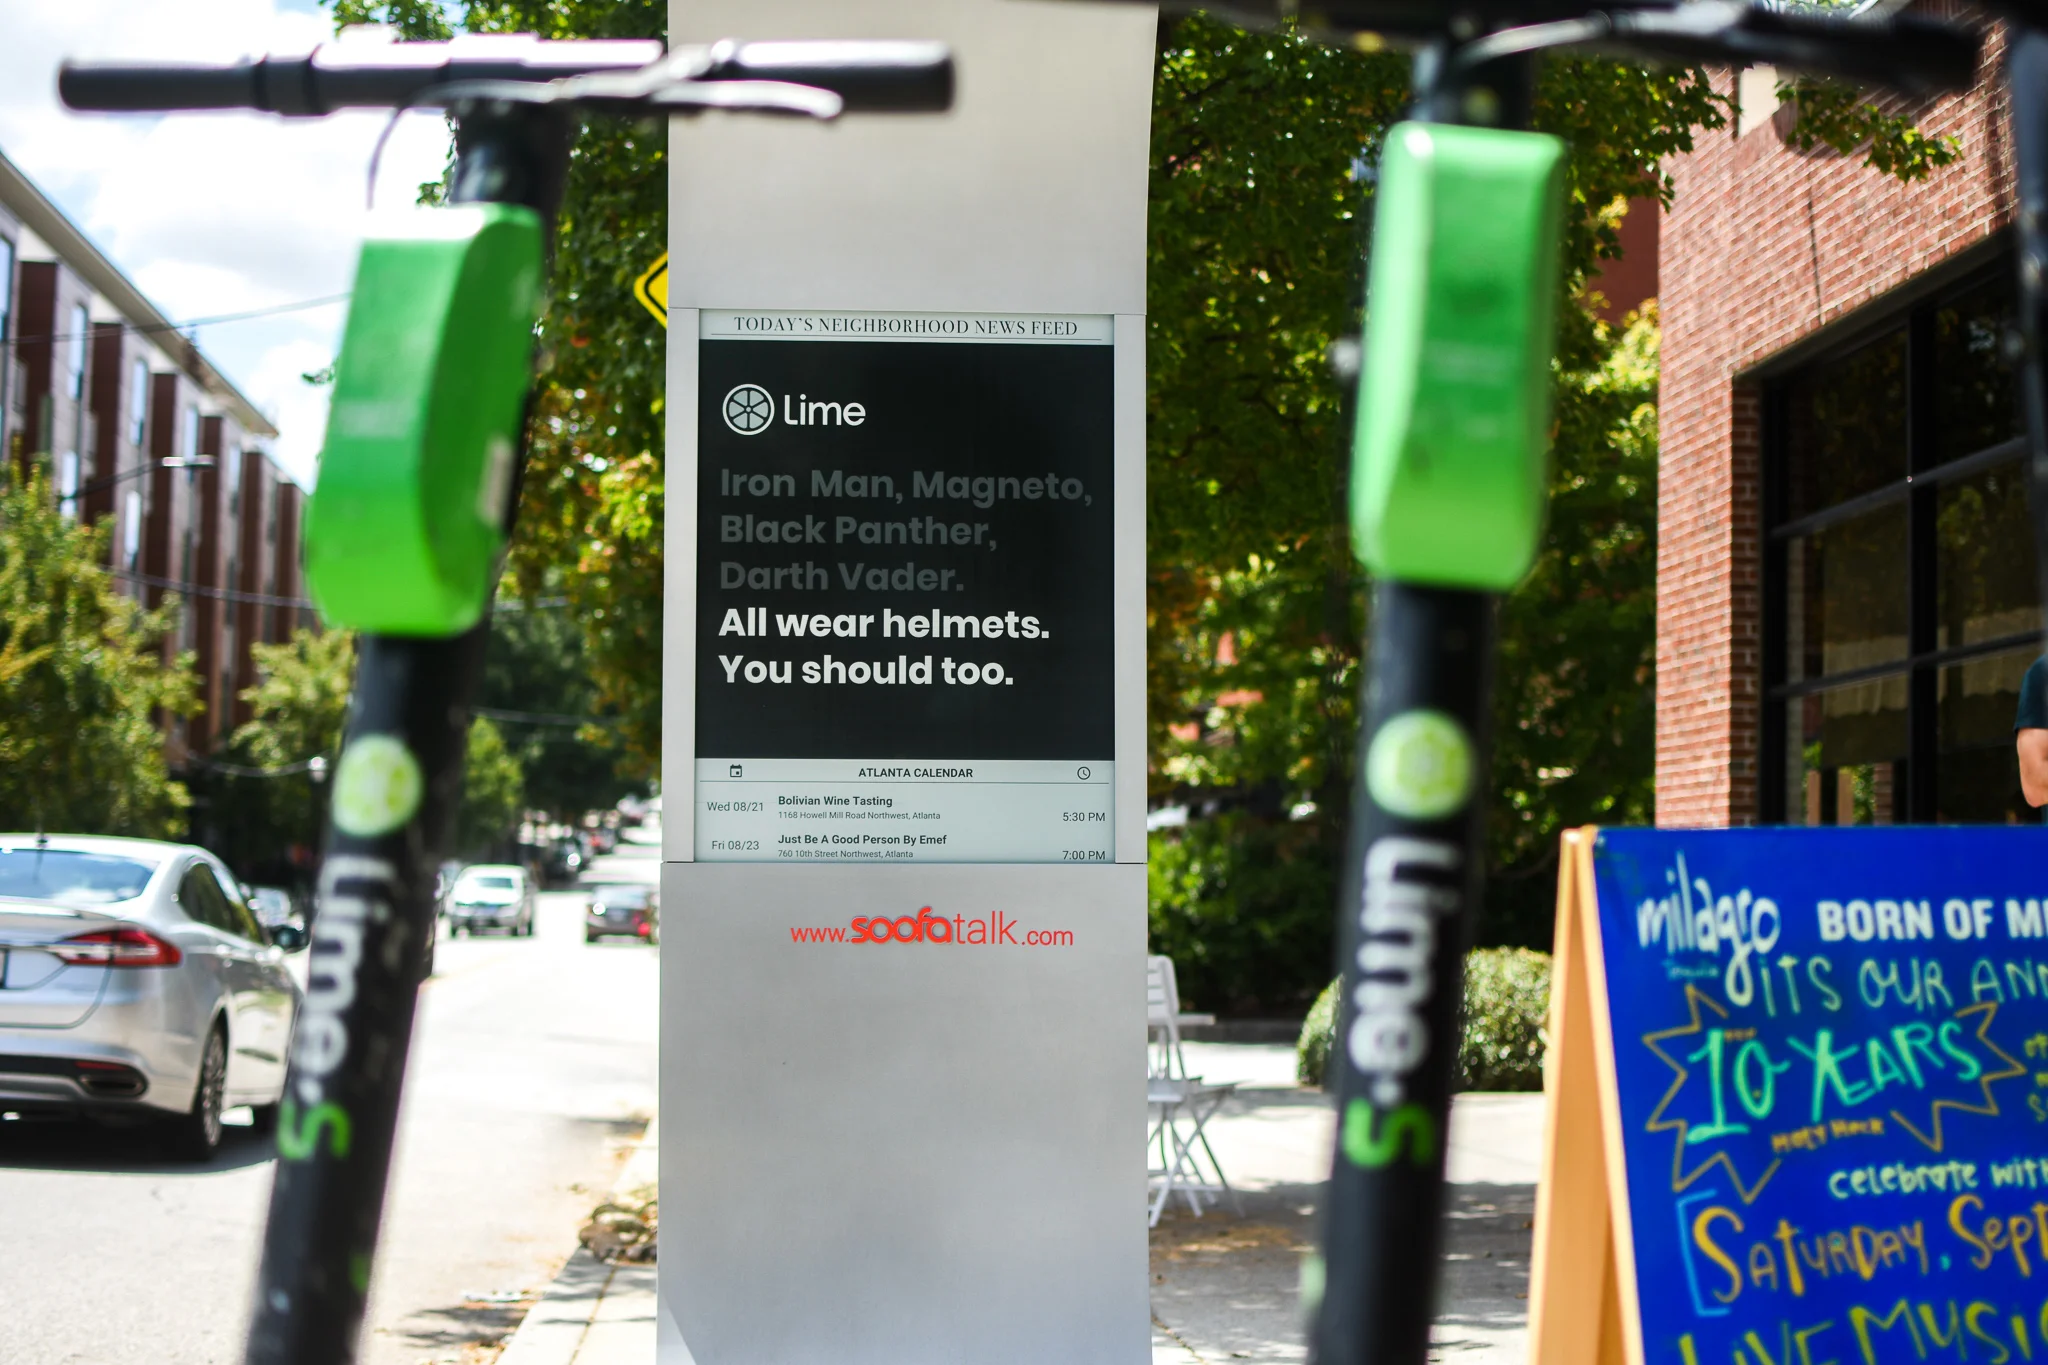 TODAY'S NEIGHBORHOOD NEWS FEED
Lime
Iron Man, Magneto,
Black Panther,
Darth Vader.
All wear helmets.
You should too.
ATLANTA CALENDAR
Wed 08/21
Bolivian Wine Tasting
1168 Howell Mill Road Northwest, Atlanta
5:30 PM
Fri 08/23
Just Be A Good Person By Emef
760 10th Street Northwest, Atlanta
7:00 PM
www.soofatalk.com
Lime-S
Lime-S
milagro
BORN OF
ITS OUR
10 YEARS
HOLY
celebrate
SATURDAY, Sept
LIVE MUSIC